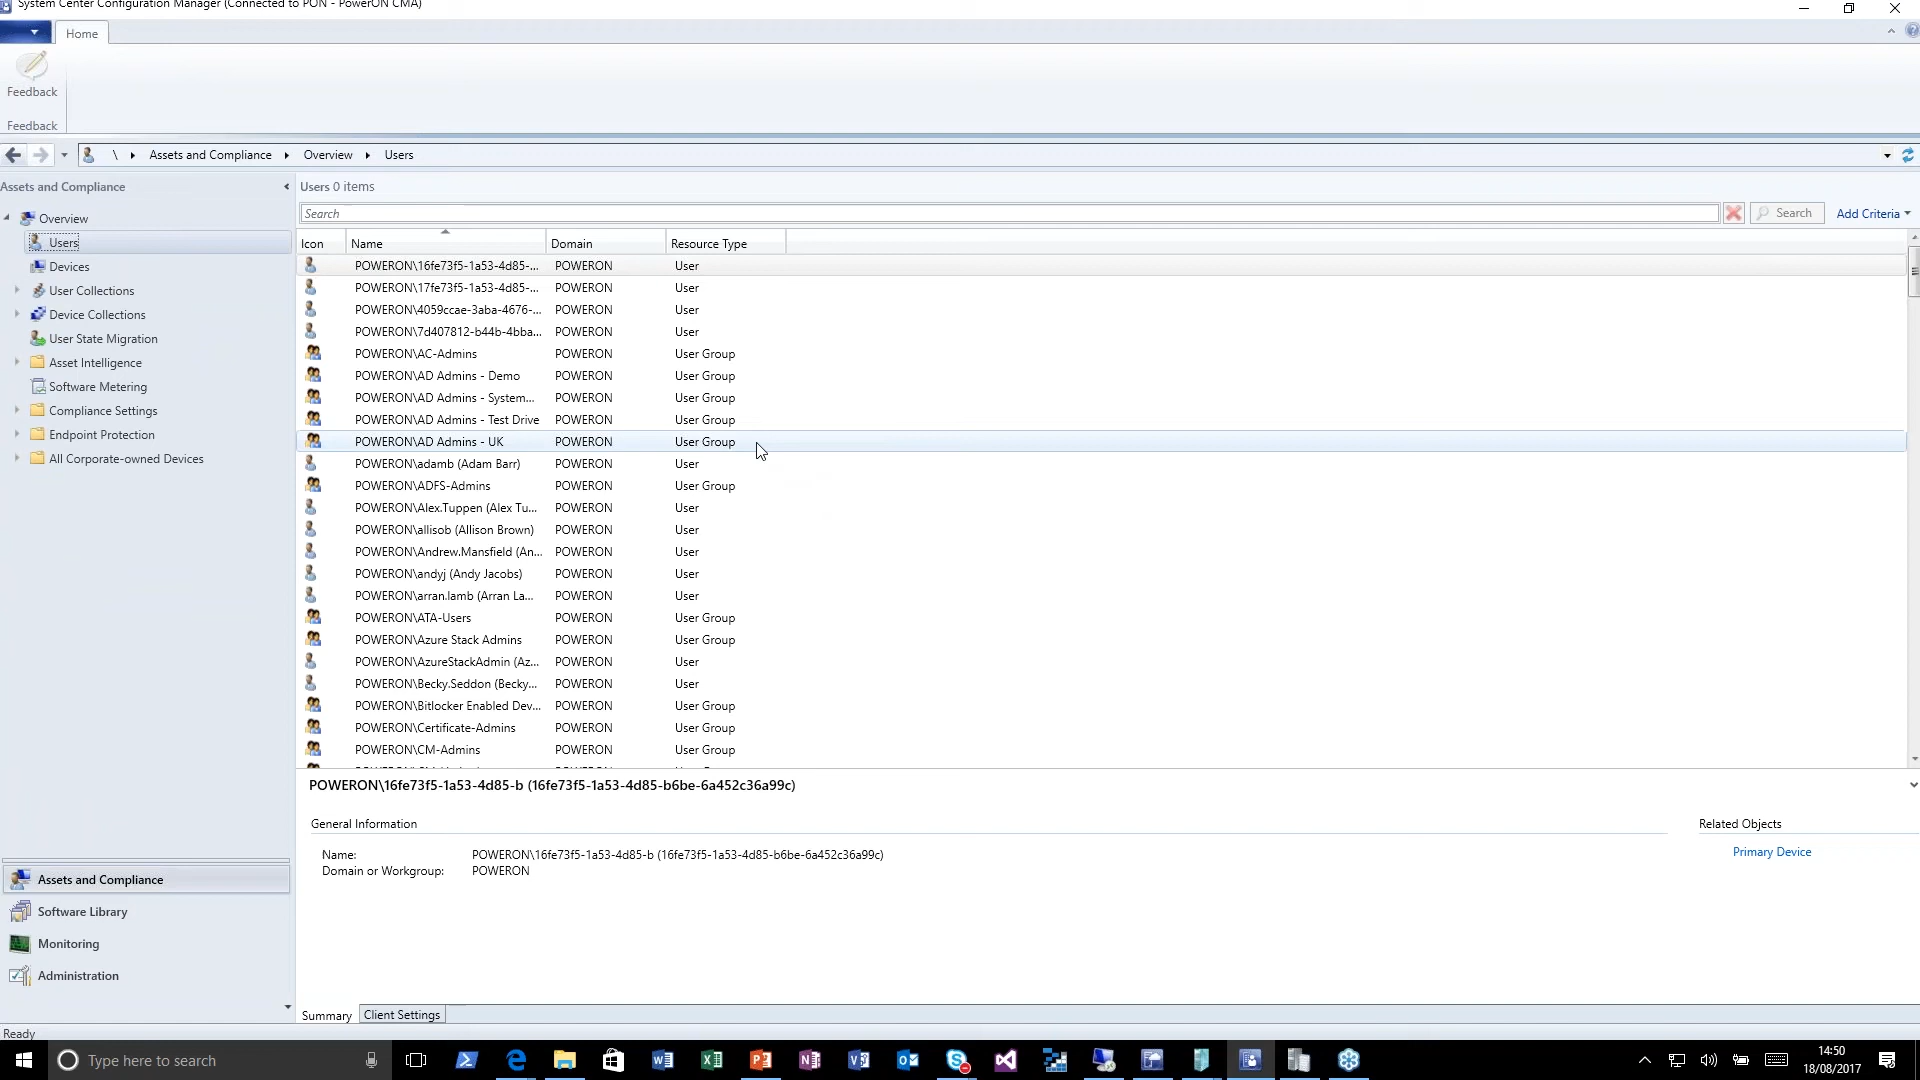 System Center Configuration Manager (Connected to PON - PowerON CMA)
Home
Feedback
Feedback
\ Assets and Compliance Overview Users
Assets and Compliance
Overview
Users
Devices
User Collections
Device Collections
User State Migration
Asset Intelligence
Software Metering
Compliance Settings
Endpoint Protection
All Corporate-owned Devices
Assets and Compliance
Software Library
Monitoring
Administration
Users 0 items
Search Search Add Criteria
Icon Name Domain Resource Type
POWERON\16fe73f5-1a53-4d85-... POWERON User
POWERON\17fe73f5-1a53-4d85-... POWERON User
POWERON\4059ccae-3aba-4676-... POWERON User
POWERON\7d407812-b44b-4bba... POWERON User
POWERON\AC-Admins POWERON User Group
POWERON\AD Admins - Demo POWERON User Group
POWERON\AD Admins - System... POWERON User Group
POWERON\AD Admins - Test Drive POWERON User Group
POWERON\AD Admins - UK POWERON User Group
POWERON\adamb (Adam Barr) POWERON User
POWERON\ADFS-Admins POWERON User Group
POWERON\Alex.Tuppen (Alex Tu... POWERON User
POWERON\allisob (Allison Brown) POWERON User
POWERON\Andrew.Mansfield (An... POWERON User
POWERON\andyj (Andy Jacobs) POWERON User
POWERON\arran.lamb (Arran La... POWERON User
POWERON\ATA-Users POWERON User Group
POWERON\Azure Stack Admins POWERON User Group
POWERON\AzureStackAdmin (Az... POWERON User
POWERON\Becky.Seddon (Becky... POWERON User
POWERON\Bitlocker Enabled Dev... POWERON User Group
POWERON\Certificate-Admins POWERON User Group
POWERON\CM-Admins POWERON User Group
POWERON\16fe73f5-1a53-4d85-b (16fe73f5-1a53-4d85-b6be-6a452c36a99c)
General Information
Name: POWERON\16fe73f5-1a53-4d85-b (16fe73f5-1a53-4d85-b6be-6a452c36a99c)
Domain or Workgroup: POWERON
Related Objects
Primary Device
Summary Client Settings
Ready
Type here to search
14:50
18/08/2017